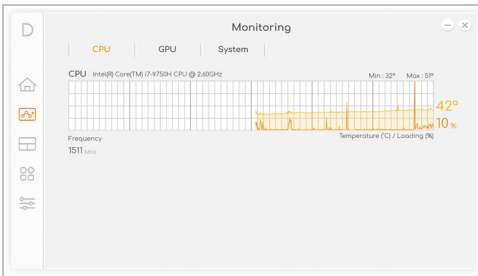 D
Monitoring
CPU GPU System
CPU Intel(R) Core(TM) i7-9750H CPU @ 2.60GHz Min : 32° Max : 51°
42°
10 %
Frequency Temperature (°C) / Loading (%)
1511 MHz